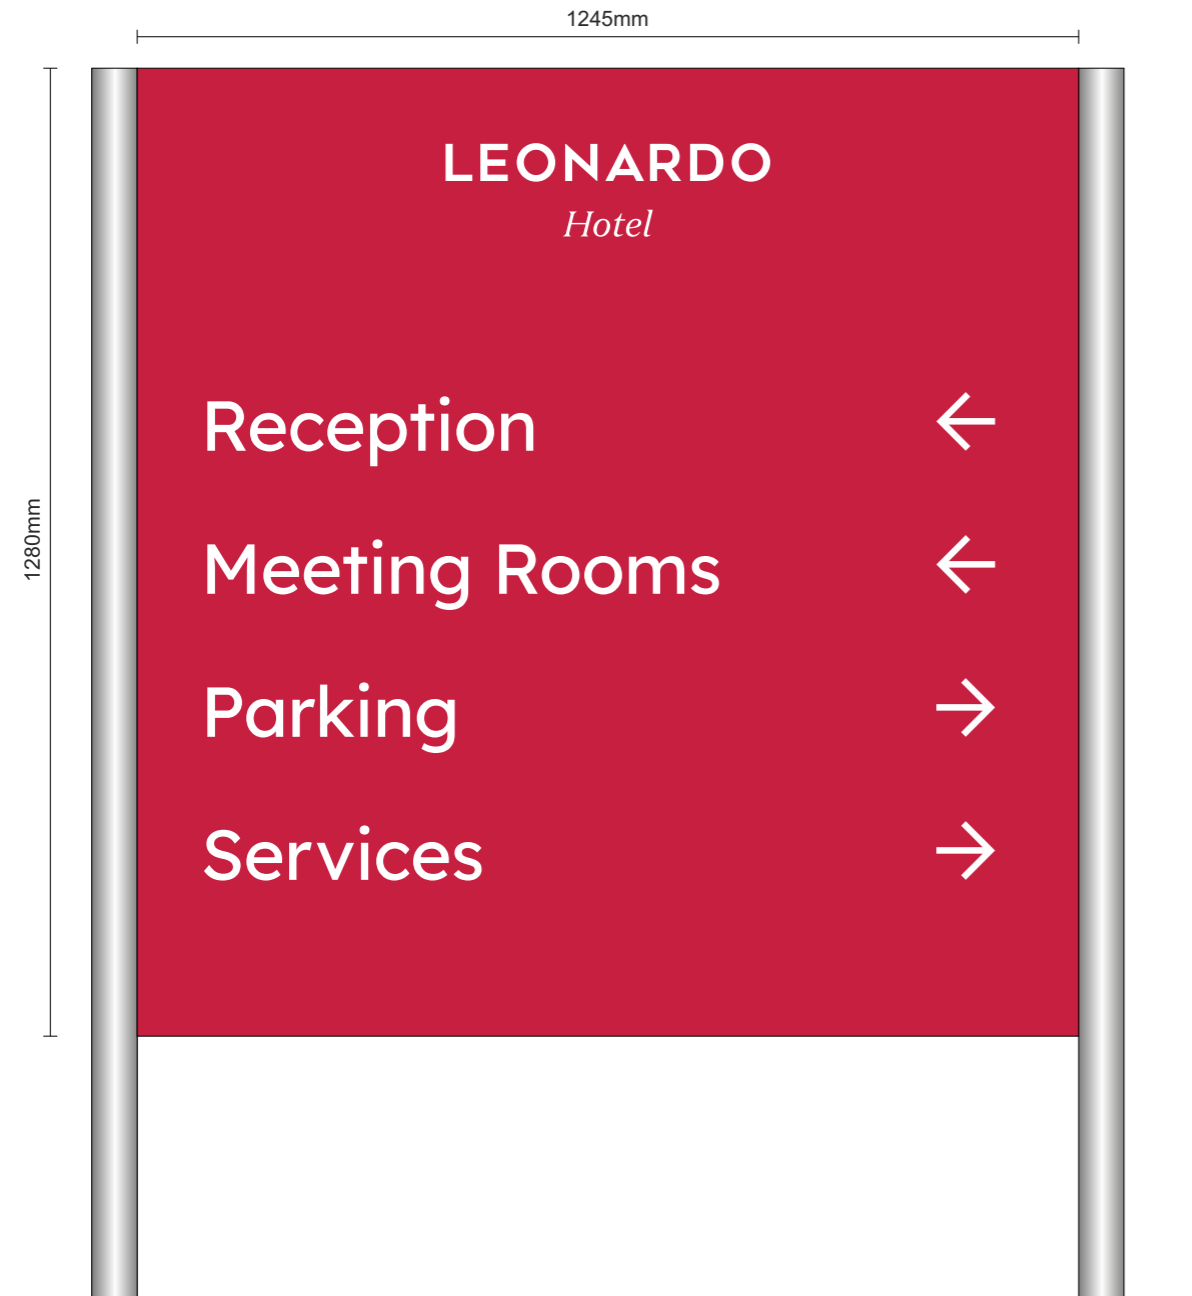 1245mm
LEONARDO
Hotel
1280mm
Reception
Meeting Rooms
Parking
Services